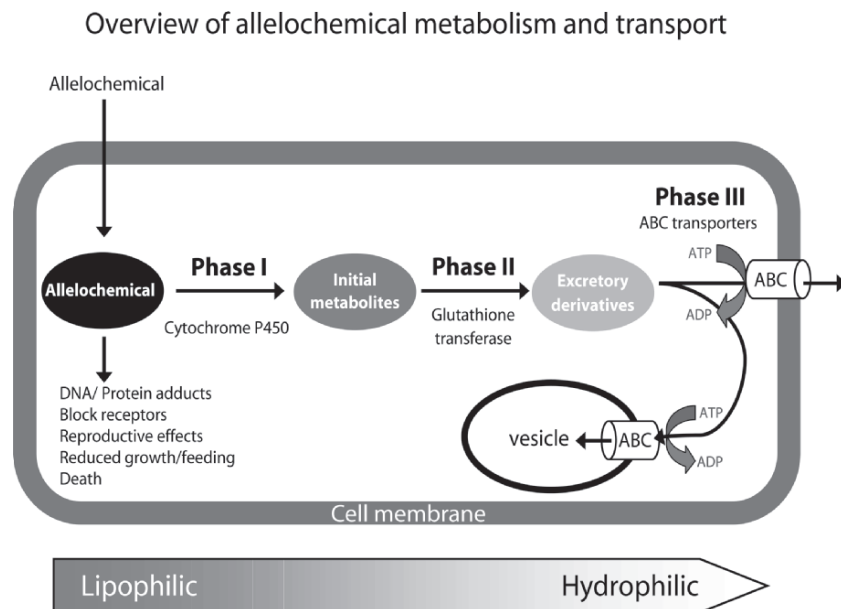 Overview of allelochemical metabolism and transport
Allelochemical
Phase III
ABC transporters
ATP
ABC
ADP
Allelochemical
Phase I
Cytochrome P450
Initial
metabolites
Phase II
Glutathione
transferase
Excretory
derivatives
DNA/ Protein adducts
Block receptors
Reproductive effects
Reduced growth/feeding
Death
vesicle
ABC
ATP
ADP
Cell membrane
Lipophilic
Hydrophilic